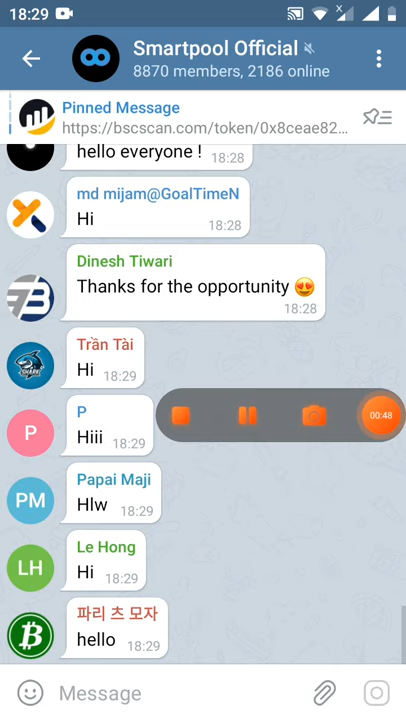 18:29
Smartpool Official
8870 members, 2186 online
Pinned Message
https://bscscan.com/token/0x8ceae82...
hello everyone ! 18:28
md mijam@GoalTimeN
Hi 18:28
Dinesh Tiwari
Thanks for the opportunity 😍
18:28
Trần Tài
Hi 18:29
P
P
Hiii 18:29
00:48
Papai Maji
PM
Hlw 18:29
Le Hong
LH
Hi 18:29
파리 츠 모자
hello 18:29
Message